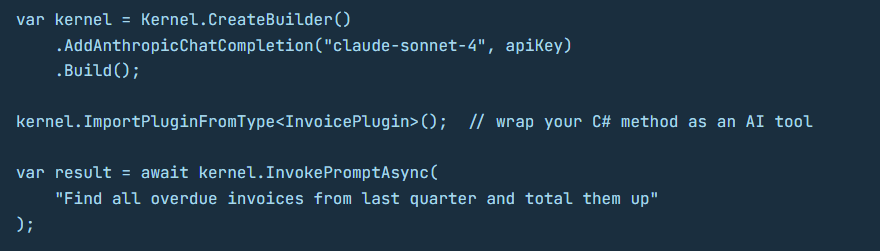 var kernel = Kernel.CreateBuilder()
    .AddAnthropicChatCompletion("claude-sonnet-4", apiKey)
    .Build();

kernel.ImportPluginFromType<InvoicePlugin>();  // wrap your C# method as an AI tool

var result = await kernel.InvokePromptAsync(
    "Find all overdue invoices from last quarter and total them up"
);